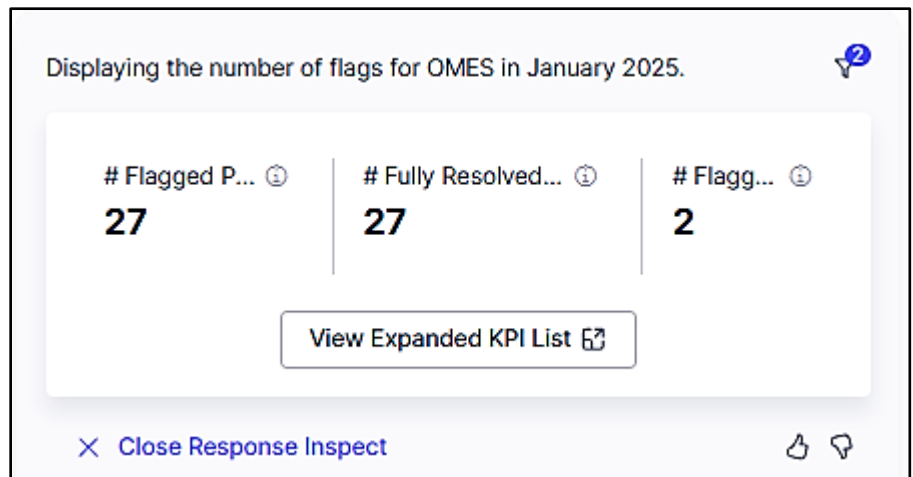 Displaying the number of flags for OMES in January 2025.
2
# Flagged P...
# Fully Resolved...
# Flagg...
27
27
2
View Expanded KPI List
Close Response Inspect